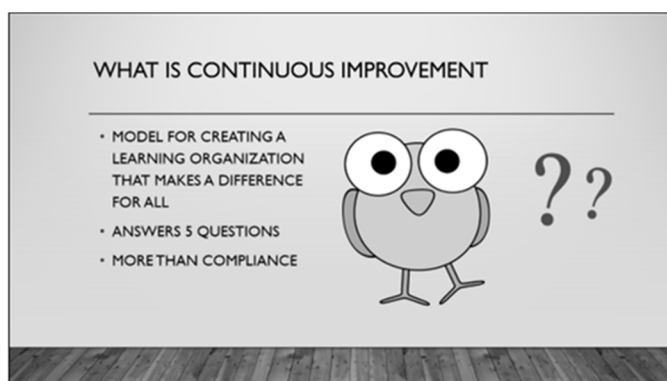 WHAT IS CONTINUOUS IMPROVEMENT
• MODEL FOR CREATING A
LEARNING ORGANIZATION
THAT MAKES A DIFFERENCE
FOR ALL
• ANSWERS 5 QUESTIONS
• MORE THAN COMPLIANCE
??